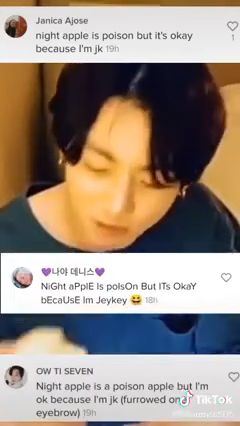 Janica Ajose
night apple is poison but it's okay
because I'm jk 19h
1
💜나야 데니스💜
NiGht aPplE Is poIsOn But ITs OkaY
bEcaUsE Im Jeykey 😆 18h
TikTok
OW TI SEVEN
Night apple is a poison apple but I'm
ok because I'm jk (furrowed one
eyebrow) 19h